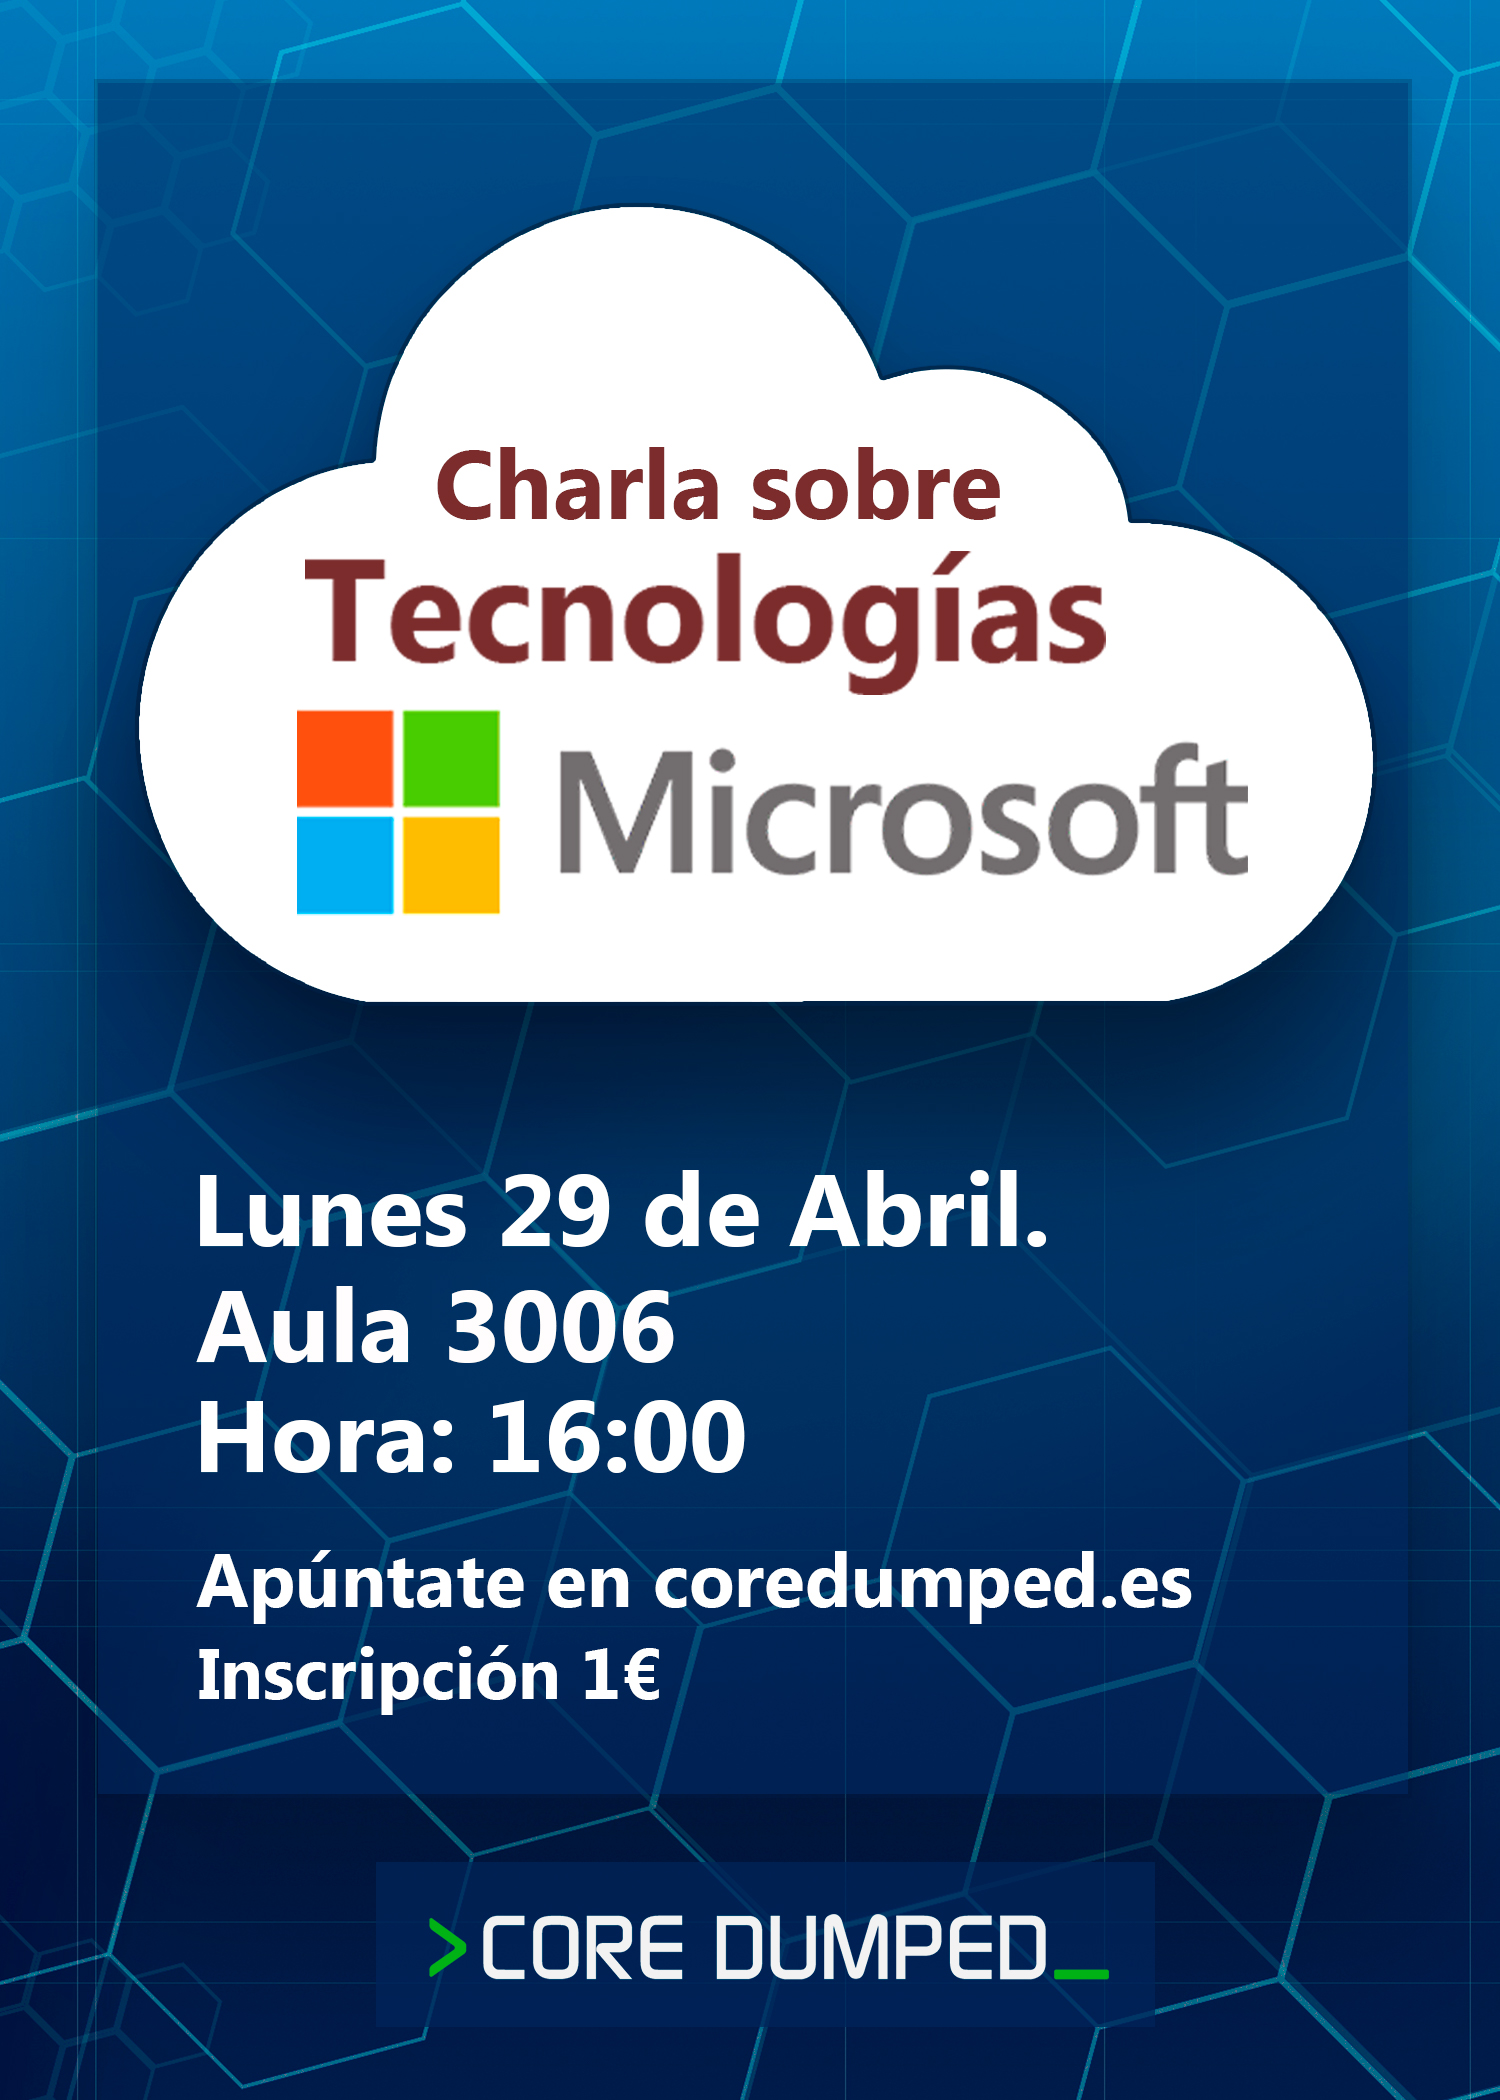 Charla sobre
Tecnologías
Microsoft
Lunes 29 de Abril.
Aula 3006
Hora: 16:00
Apúntate en coredumped.es
Inscripción 1€
>CORE DUMPED_